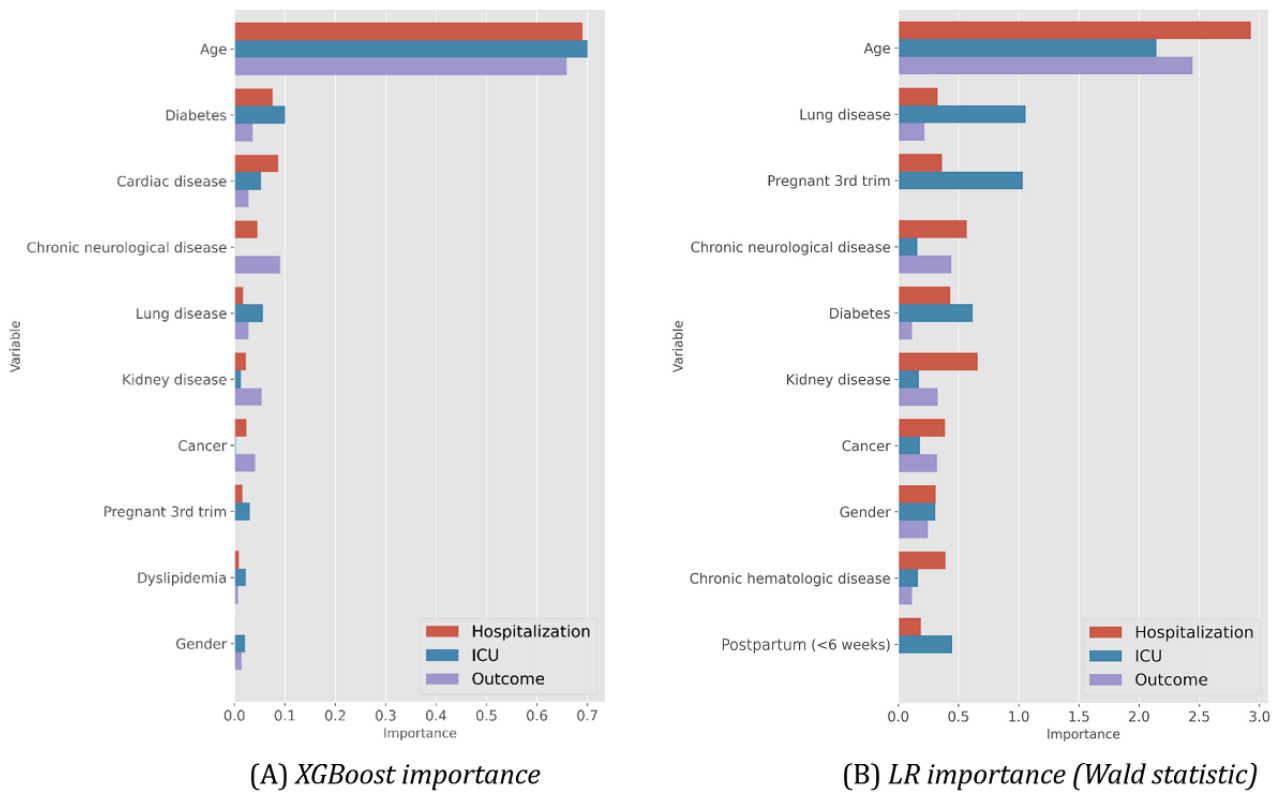 Variable
Age
Diabetes
Cardiac disease
Chronic neurological disease
Lung disease
Kidney disease
Cancer
Pregnant 3rd trim
Dyslipidemia
Gender
Hospitalization
ICU
Outcome
0.0 0.1 0.2 0.3 0.4 0.5 0.6 0.7
Importance
(A) XGBoost importance
Variable
Age
Lung disease
Pregnant 3rd trim
Chronic neurological disease
Diabetes
Kidney disease
Cancer
Gender
Chronic hematologic disease
Postpartum (<6 weeks)
Hospitalization
ICU
Outcome
0.0 0.5 1.0 1.5 2.0 2.5 3.0
Importance
(B) LR importance (Wald statistic)